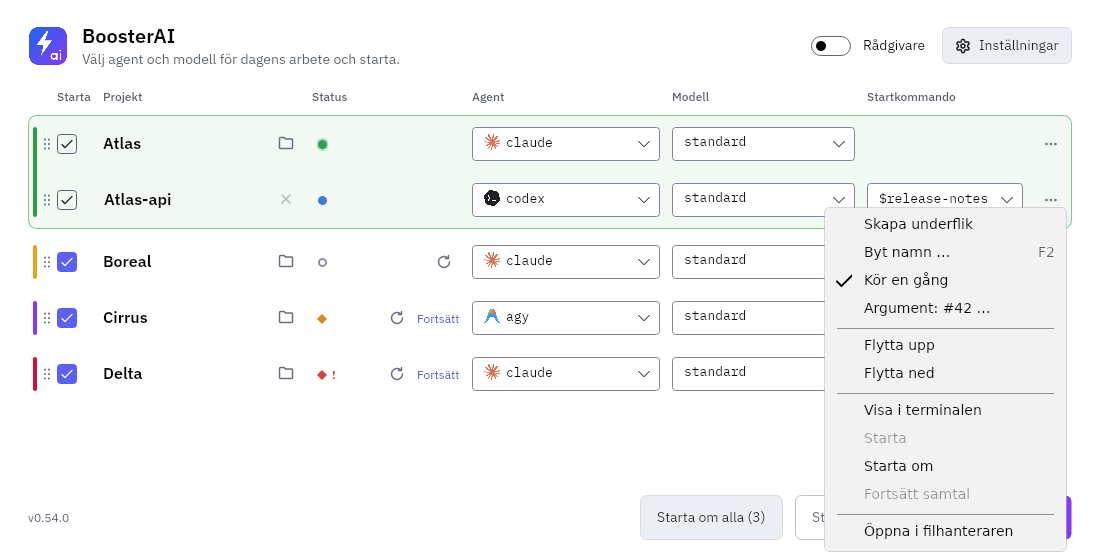 BoosterAI
Välj agent och modell för dagens arbete och starta.
Rådgivare
Inställningar
Starta Projekt Status Agent Modell Startkommando
Atlas claude standard
Atlas-api codex standard $release-notes
Boreal claude standard
Cirrus Fortsätt agy standard
Delta ! Fortsätt claude standard
Skapa underflik
Byt namn ... F2
Kör en gång
Argument: #42 ...
Flytta upp
Flytta ned
Visa i terminalen
Starta
Starta om
Fortsätt samtal
Öppna i filhanteraren
v0.54.0
Starta om alla (3)
St
ai